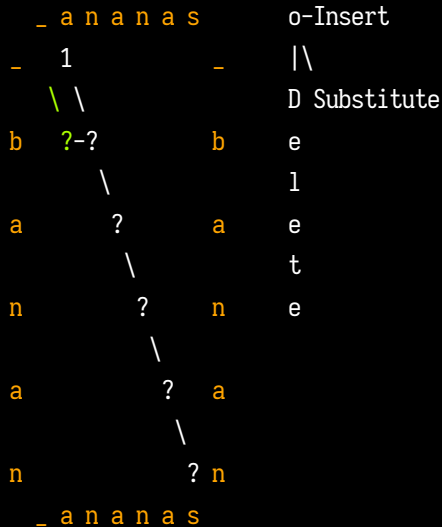 _ a n a n a s o-Insert
_ 1 _ |\
\ \ D Substitute
b ?-? b e
\ l
a ? a e
\ t
n ? n e
\
a ? a
\
n ? n
_ a n a n a s